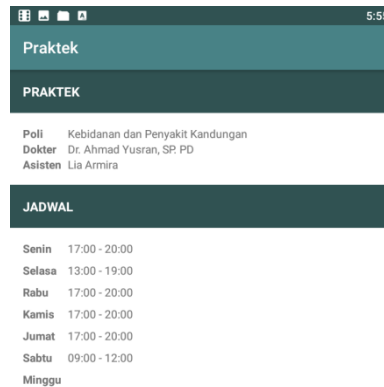 5:55
Praktek
PRAKTEK
Poli Kebidanan dan Penyakit Kandungan
Dokter Dr. Ahmad Yusran, SP. PD
Asisten Lia Armira
JADWAL
Senin 17:00 - 20:00
Selasa 13:00 - 19:00
Rabu 17:00 - 20:00
Kamis 17:00 - 20:00
Jumat 17:00 - 20:00
Sabtu 09:00 - 12:00
Minggu